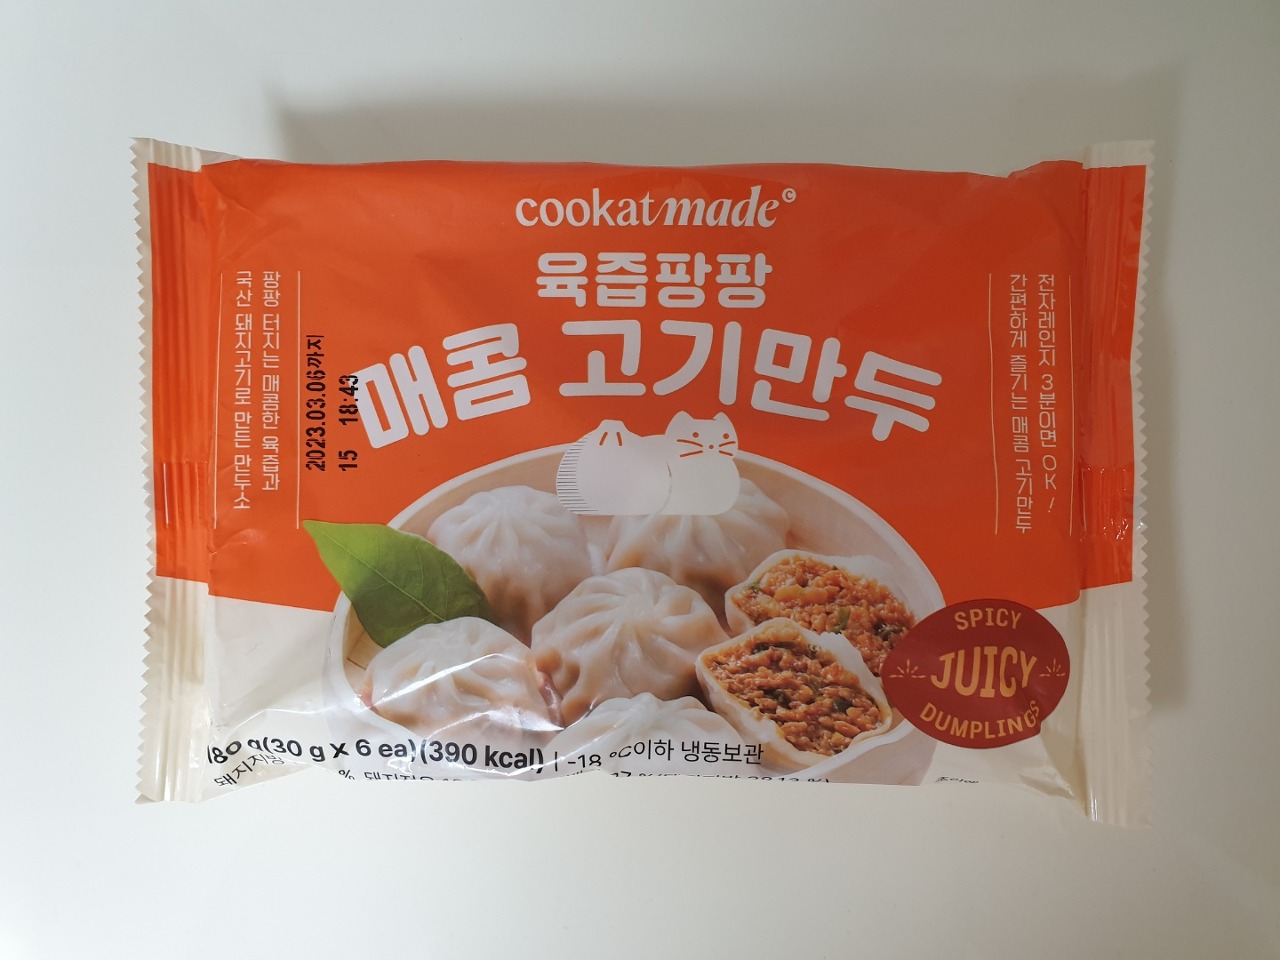 cookatmade©
육즙팡팡
매콤 고기만두
팡팡 터지는 매콤한 육즙과
국산 돼지고기로 만든 만두소
2023.03.06까지
15 18:43
전자레인지 3분이면 OK!
간편하게 즐기는 매콤 고기만두
SPICY
JUICY
DUMPLINGS
180 g(30 g x 6 ea)(390 kcal) | -18 °C이하 냉동보관